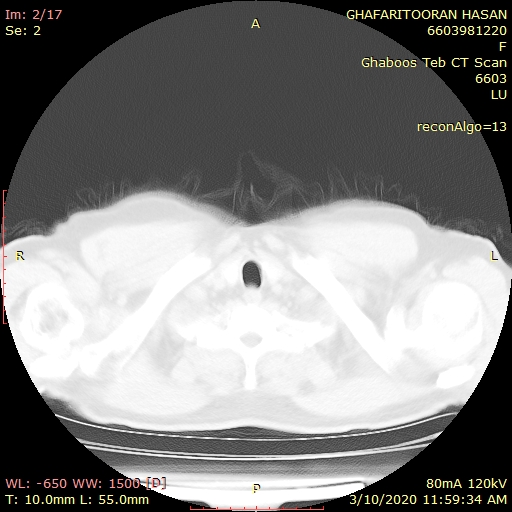 Im: 2/17
Se: 2
A
GHAFARITOORAN HASAN
6603981220
F
Ghaboos Teb CT Scan
6603
LU
reconAlgo=13
R
L
WL: -650 WW: 1500 [D]
T: 10.0mm L: 55.0mm
P
80mA 120kV
3/10/2020 11:59:34 AM